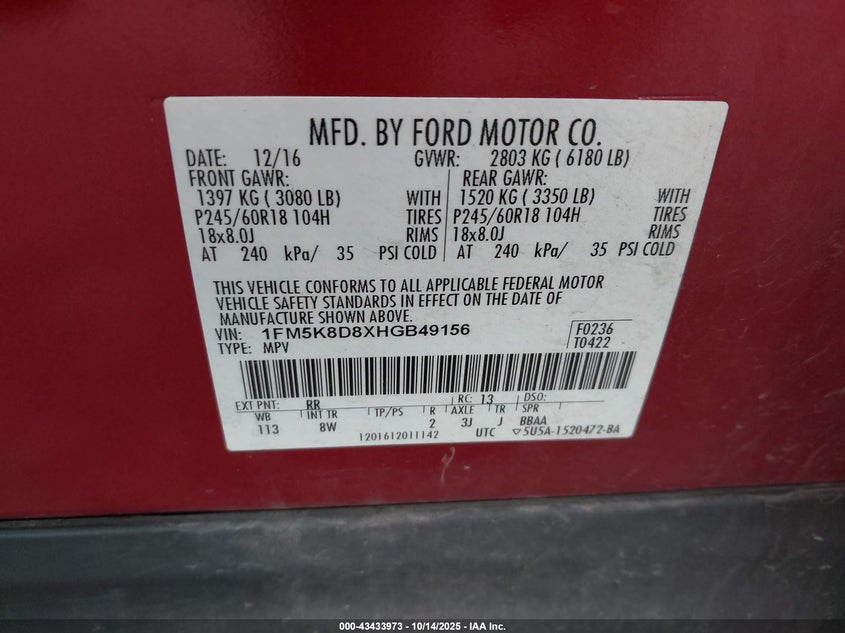 MFD. BY FORD MOTOR CO.
DATE: 12/16 GVWR: 2803 KG ( 6180 LB)
FRONT GAWR: REAR GAWR:
1397 KG ( 3080 LB) WITH 1520 KG ( 3350 LB) WITH
P245/60R18 104H TIRES P245/60R18 104H TIRES
18x8.0J RIMS 18x8.0J RIMS
AT 240 kPa/ 35 PSI COLD AT 240 kPa/ 35 PSI COLD
THIS VEHICLE CONFORMS TO ALL APPLICABLE FEDERAL MOTOR
VEHICLE SAFETY STANDARDS IN EFFECT ON THE DATE OF
MANUFACTURE SHOWN ABOVE.
VIN: 1FM5K8D8XHGB49156 F0236
TYPE: MPV T0422
EXT PNT: RR RC: 13 DSO:
WB INT TR TP/PS R AXLE TR SPR
113 8W 2 3J J BBAA
1201612011142 UTC ▽5U5A-1520472-BA
000-43433973 | 10/14/2025 | IAA Inc.